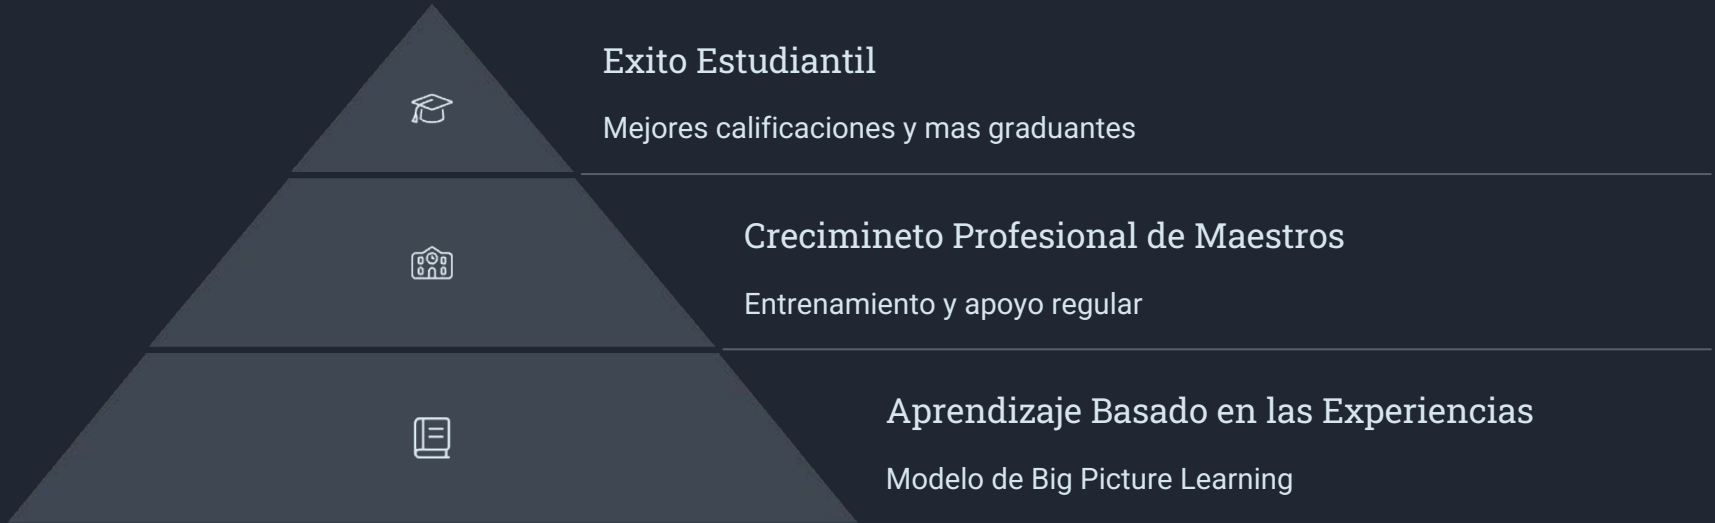 Exito Estudiantil
Mejores calificaciones y mas graduantes
Crecimineto Profesional de Maestros
Entrenamiento y apoyo regular
Aprendizaje Basado en las Experiencias
Modelo de Big Picture Learning